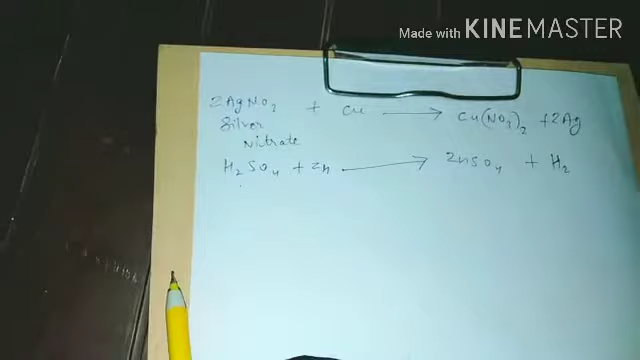 Made with KINEMASTER
2AgNO3 + Cu → Cu(NO3)2 + 2Ag
Silver
Nitrate
H2SO4 + Zn → ZnSO4 + H2